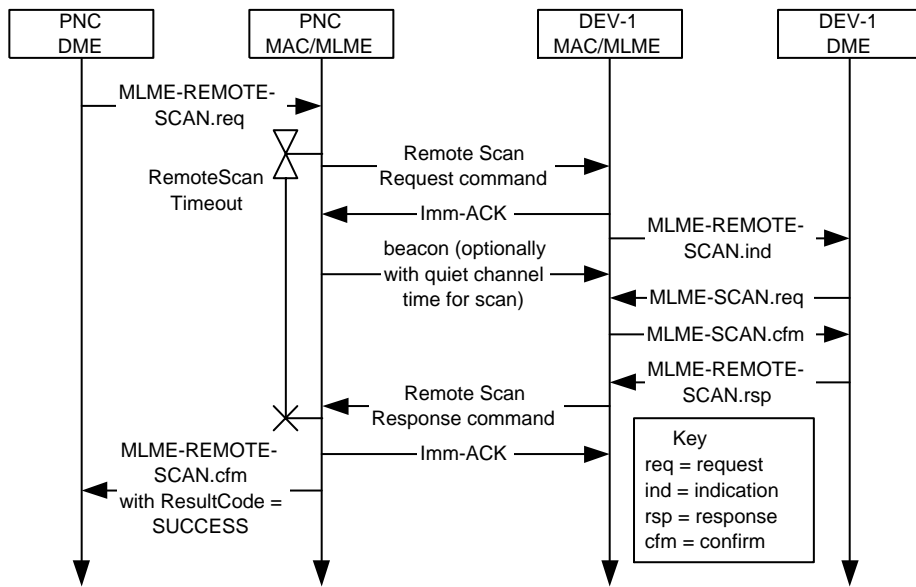 PNC
DME
PNC
MAC/MLME
DEV-1
MAC/MLME
DEV-1
DME
MLME-REMOTE-
SCAN.req
RemoteScan
Timeout
Remote Scan
Request command
Imm-ACK
MLME-REMOTE-
SCAN.ind
beacon (optionally
with quiet channel
time for scan)
MLME-SCAN.req
MLME-SCAN.cfm
MLME-REMOTE-
SCAN.rsp
Remote Scan
Response command
Imm-ACK
MLME-REMOTE-
SCAN.cfm
with ResultCode =
SUCCESS
Key
req = request
ind = indication
rsp = response
cfm = confirm